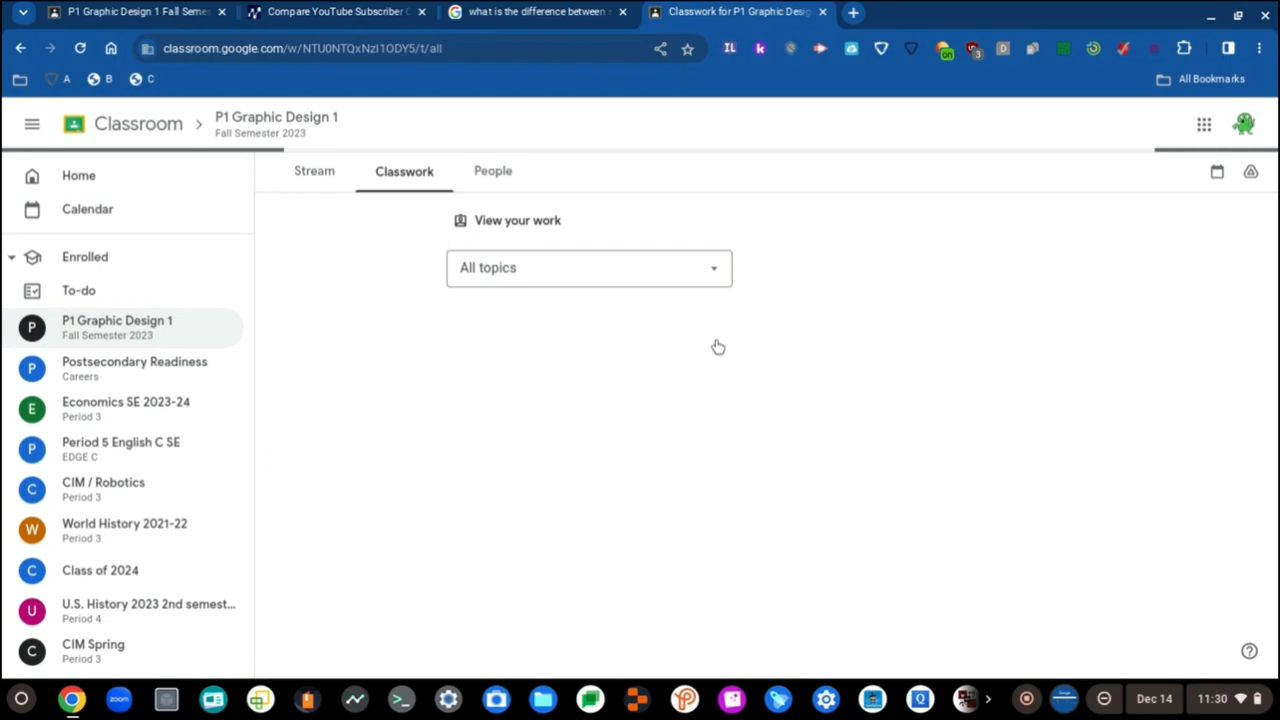 P1 Graphic Design 1 Fall Seme
Compare YouTube Subscriber C
what is the difference between
Classwork for P1 Graphic Desig
classroom.google.com/w/NTU0NTQxNzI1ODY5/t/all
IL
k
on
3
D
A
B
C
All Bookmarks
Classroom
P1 Graphic Design 1
Fall Semester 2023
Stream
Classwork
People
Home
Calendar
Enrolled
To-do
P
P1 Graphic Design 1
Fall Semester 2023
P
Postsecondary Readiness
Careers
E
Economics SE 2023-24
Period 3
P
Period 5 English C SE
EDGE C
C
CIM / Robotics
Period 3
W
World History 2021-22
Period 3
C
Class of 2024
U
U.S. History 2023 2nd semest...
Period 4
C
CIM Spring
Period 3
View your work
All topics
zoom
Q
Dec 14
11:30